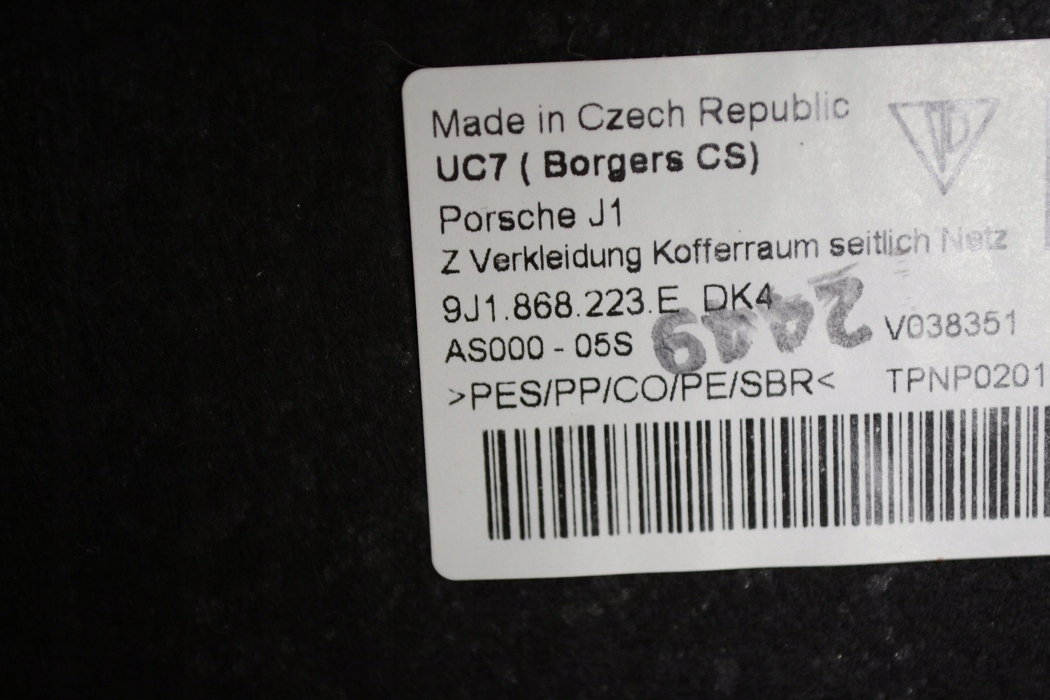 Made in Czech Republic
UC7 ( Borgers CS)
Porsche J1
Z Verkleidung Kofferraum seitlich Netz
9J1.868.223.E DK4
AS000 - 05S
2449
V038351
>PES/PP/CO/PE/SBR<
TPNP0201